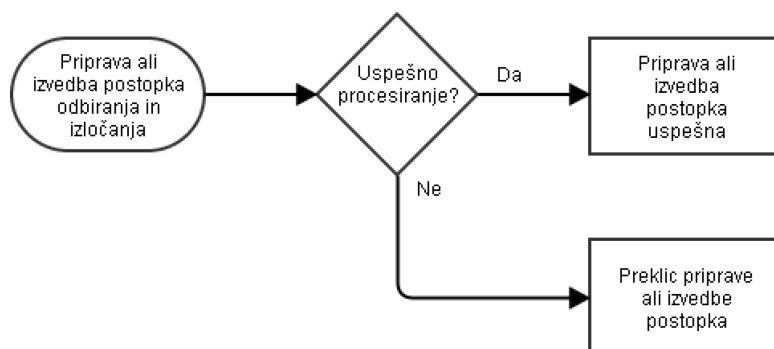 Priprava ali
izvedba postopka
odbiranja in
izločanja
Uspešno
procesiranje?
Da
Priprava ali
izvedba
postopka
uspešna
Ne
Preklic priprave
ali izvedbe
postopka